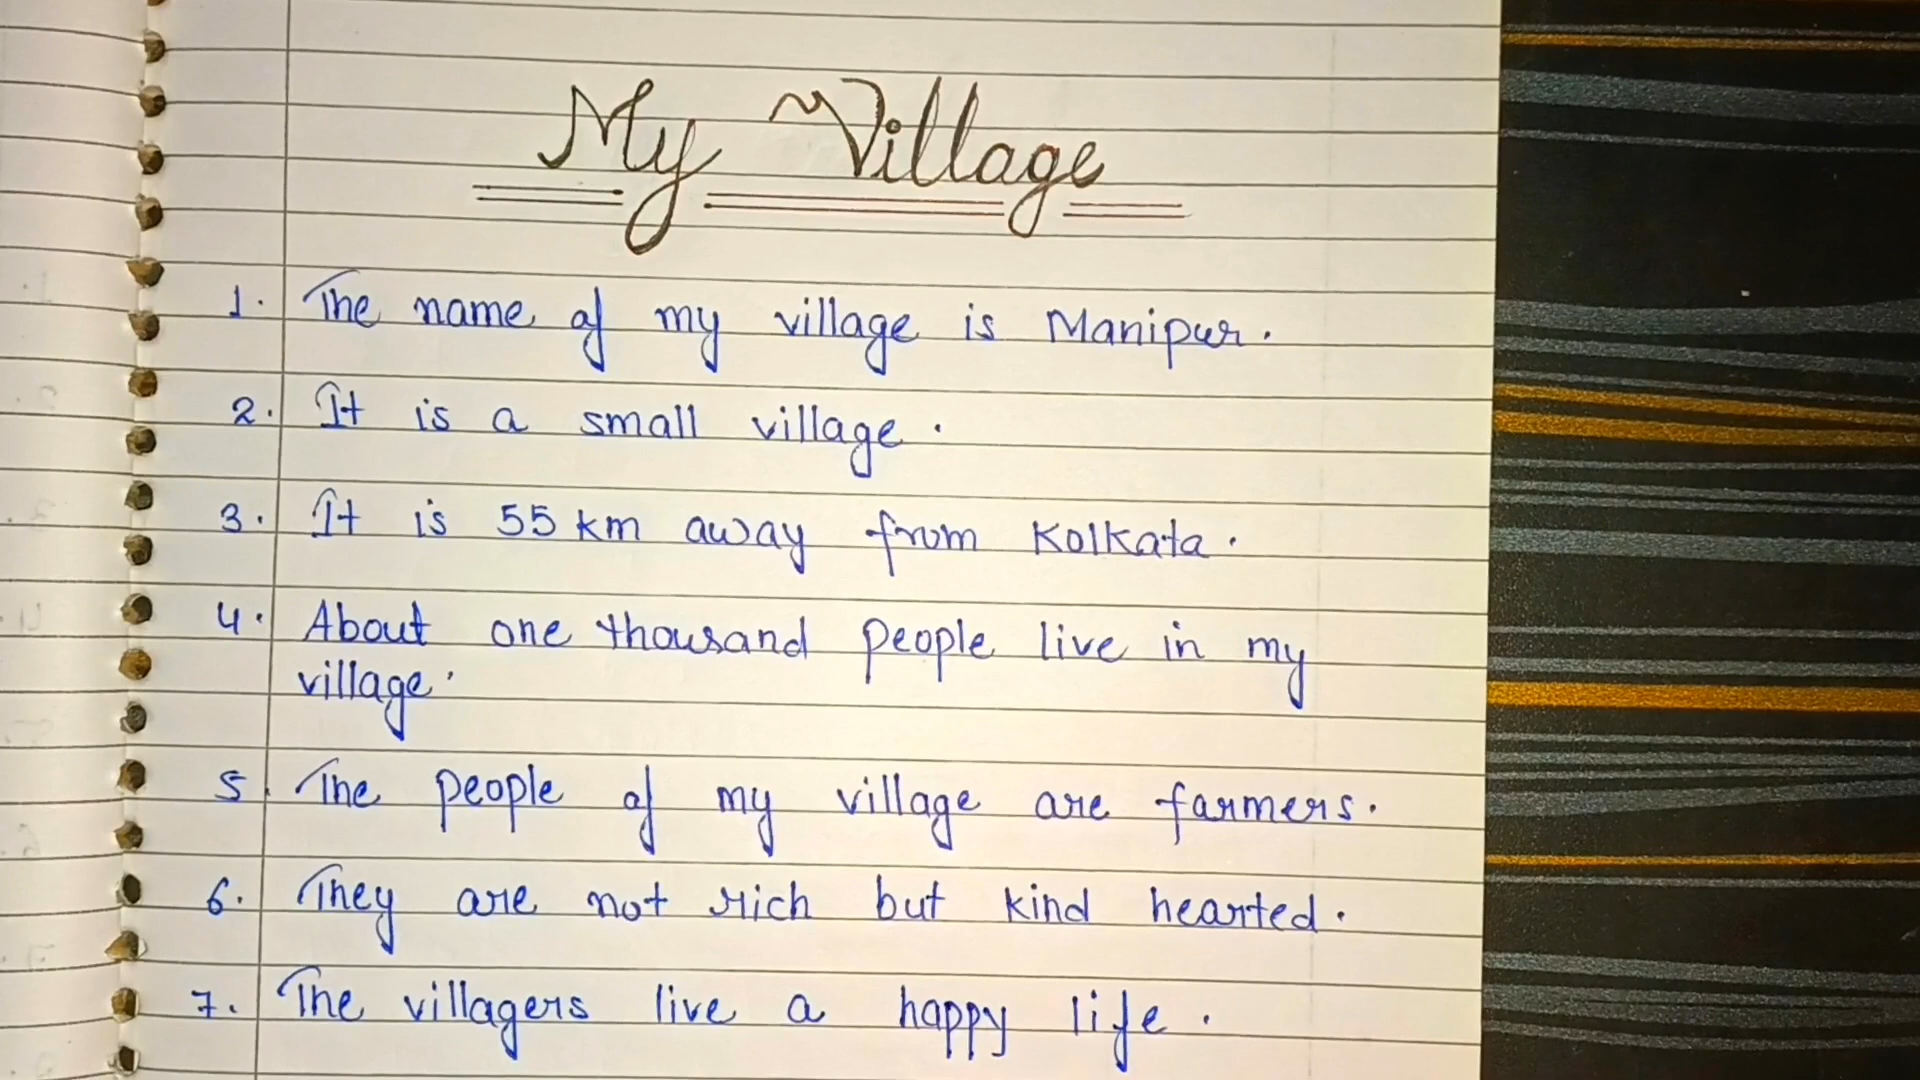 My Village
1. The name of my village is Manipur.
2. It is a small village.
3. It is 55 km away from Kolkata.
4. About one thousand people live in my
village.
5. The people of my village are farmers.
6. They are not rich but kind hearted.
7. The villagers live a happy life.